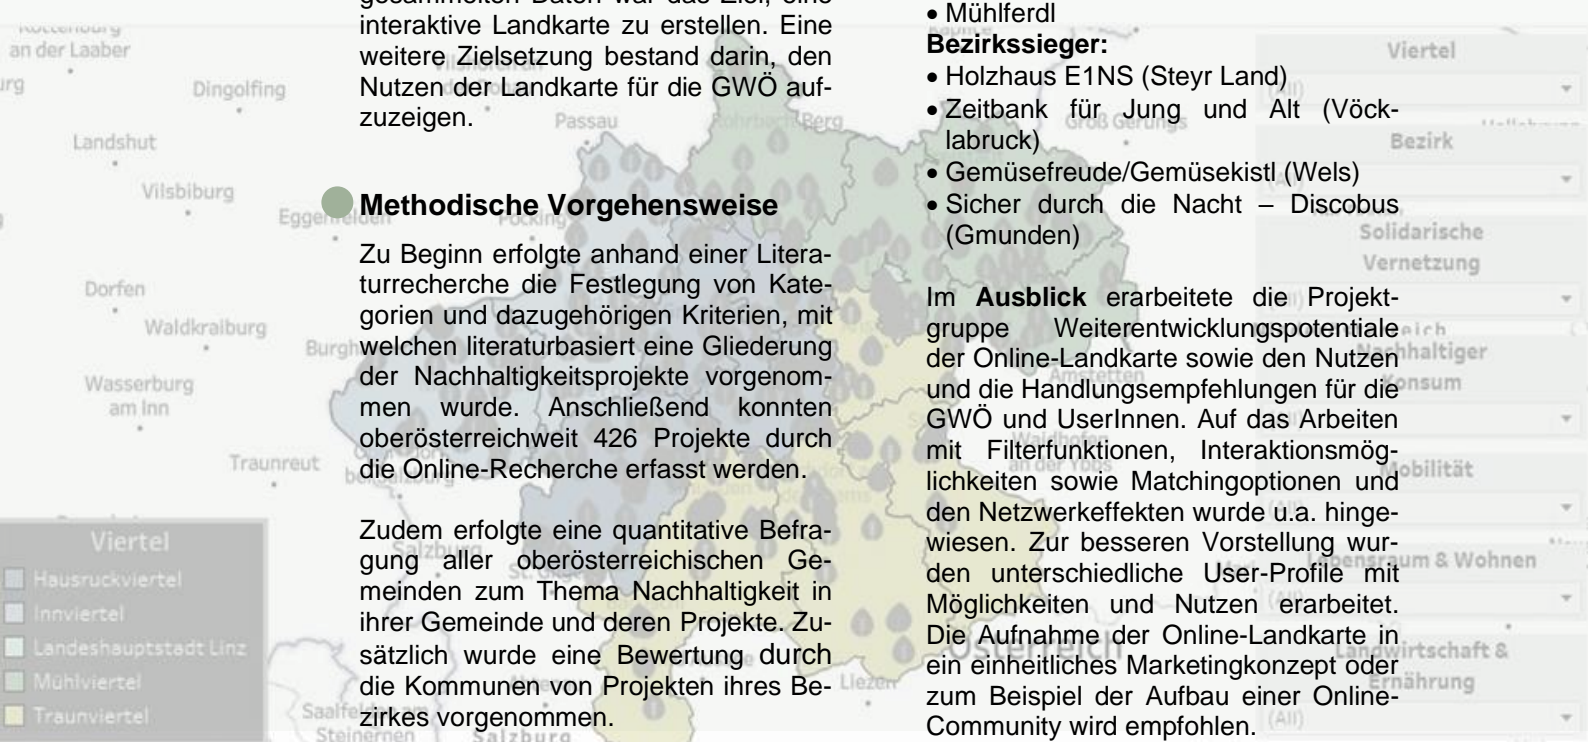 interaktive Landkarte zu erstellen. Eine
weitere Zielsetzung bestand darin, den
Nutzen der Landkarte für die GWÖ auf-
zuzeigen.
Methodische Vorgehensweise
Zu Beginn erfolgte anhand einer Litera-
turrecherche die Festlegung von Kate-
gorien und dazugehörigen Kriterien, mit
welchen literaturbasiert eine Gliederung
der Nachhaltigkeitsprojekte vorgenom-
men wurde. Anschließend konnten
oberösterreichweit 426 Projekte durch
die Online-Recherche erfasst werden.
Zudem erfolgte eine quantitative Befra-
gung aller oberösterreichischen Ge-
meinden zum Thema Nachhaltigkeit in
ihrer Gemeinde und deren Projekte. Zu-
sätzlich wurde eine Bewertung durch
die Kommunen von Projekten ihres Be-
zirkes vorgenommen.
• Mühlferdl
Bezirkssieger:
• Holzhaus E1NS (Steyr Land)
• Zeitbank für Jung und Alt (Vöck-
labruck)
• Gemüsefreude/Gemüsekistl (Wels)
• Sicher durch die Nacht – Discobus
(Gmunden)
Im Ausblick erarbeitete die Projekt-
gruppe Weiterentwicklungspotentiale
der Online-Landkarte sowie den Nutzen
und die Handlungsempfehlungen für die
GWÖ und UserInnen. Auf das Arbeiten
mit Filterfunktionen, Interaktionsmög-
lichkeiten sowie Matchingoptionen und
den Netzwerkeffekten wurde u.a. hinge-
wiesen. Zur besseren Vorstellung wur-
den unterschiedliche User-Profile mit
Möglichkeiten und Nutzen erarbeitet.
Die Aufnahme der Online-Landkarte in
ein einheitliches Marketingkonzept oder
zum Beispiel der Aufbau einer Online-
Community wird empfohlen.
an der Laaber
Dingolfing
Landshut
Vilsbiburg
Passau
Dorfen
Waldkraiburg
Wasserburg
am Inn
Traunreut
Salzburg
Liezen
Österreich
Amstetten
Viertel
Hausruckviertel
Innviertel
Landeshauptstadt Linz
Mühlviertel
Traunviertel
Viertel
Bezirk
Solidarische
Vernetzung
Nachhaltiger
Konsum
Mobilität
Lebensraum & Wohnen
Landwirtschaft &
Ernährung
(All)